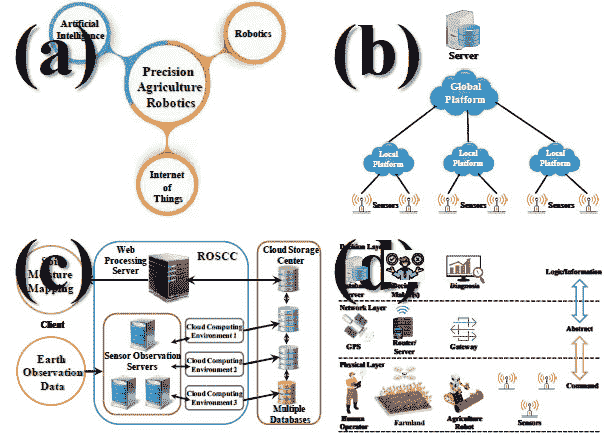 (a)
Artificial
Intelligence
Robotics
Precision
Agriculture
Robotics
Internet
of
Things
(b)
Server
Global
Platform
Local
Platform
Local
Platform
Local
Platform
Sensors
Sensors
Sensors
(c)
Moisture
Mapping
Client
Earth
Observation
Data
Web
Processing
Server
ROSCC
Cloud Storage
Center
Sensor Observation
Servers
Cloud Computing
Environment 1
Cloud Computing
Environment 2
Cloud Computing
Environment 3
Multiple
Databases
(d)
Decision Layer
Server
Diagnosis
Logic/Information
Network Layer
GPS
Router/
Server
Gateway
Abstract
Physical Layer
Command
Human
Operator
Farmland
Agriculture
Robot
Sensors